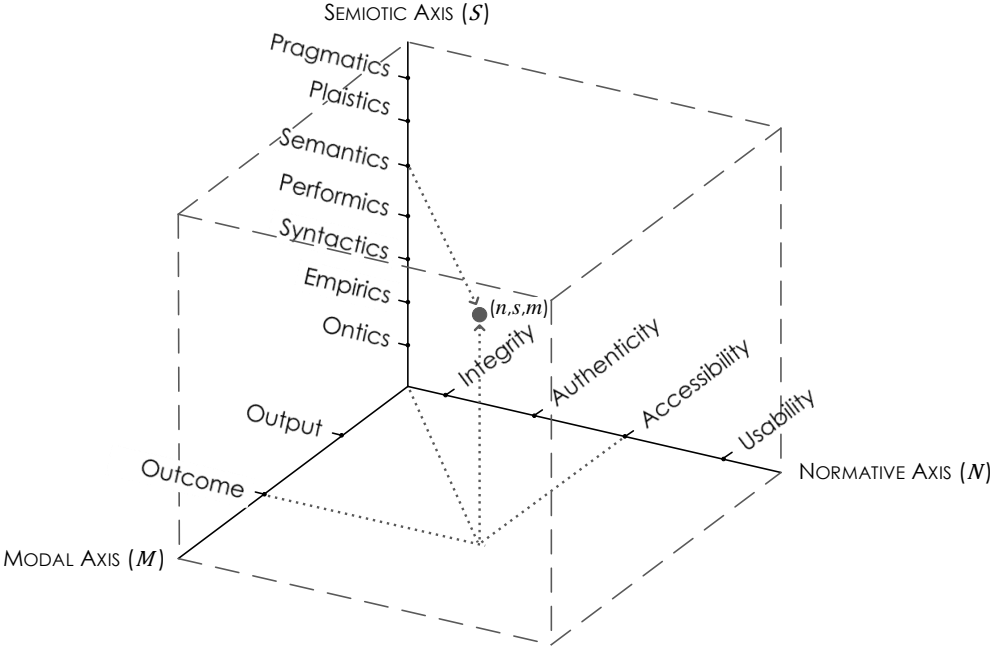 SEMIOTIC AXIS (S)
Pragmatics
Plaistics
Semantics
Performics
Syntactics
Empirics
Ontics
(n,s,m)
Integrity
Authenticity
Accessibility
Usability
Output
Outcome
NORMATIVE AXIS (N)
MODAL AXIS (M)